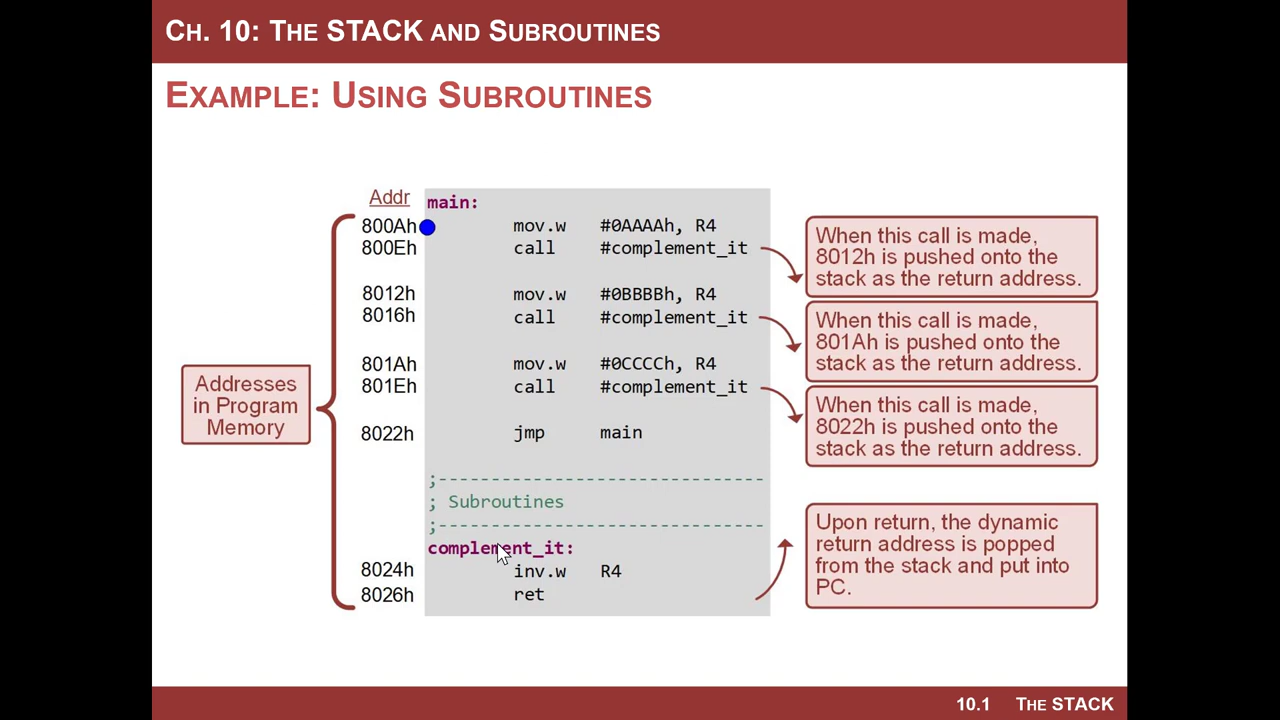 CH. 10: THE STACK AND SUBROUTINES
EXAMPLE: USING SUBROUTINES
Addr
main:
800Ah mov.w #0AAAAh, R4
800Eh call #complement_it
When this call is made,
8012h is pushed onto the
stack as the return address.
8012h mov.w #0BBBBh, R4
8016h call #complement_it
When this call is made,
801Ah is pushed onto the
stack as the return address.
801Ah mov.w #0CCCCh, R4
801Eh call #complement_it
When this call is made,
8022h is pushed onto the
stack as the return address.
Addresses
in Program
Memory
8022h jmp main
;-------------------------------
; Subroutines
;-------------------------------
complement_it:
8024h inv.w R4
8026h ret
Upon return, the dynamic
return address is popped
from the stack and put into
PC.
10.1 THE STACK